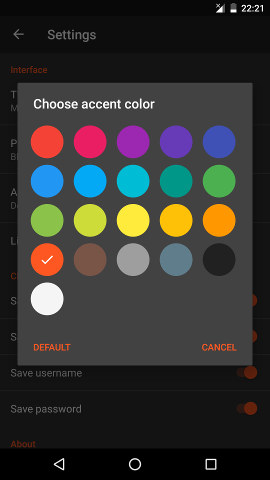 22:21
Settings
Interface
Choose accent color
DEFAULT
CANCEL
Save username
Save password
About